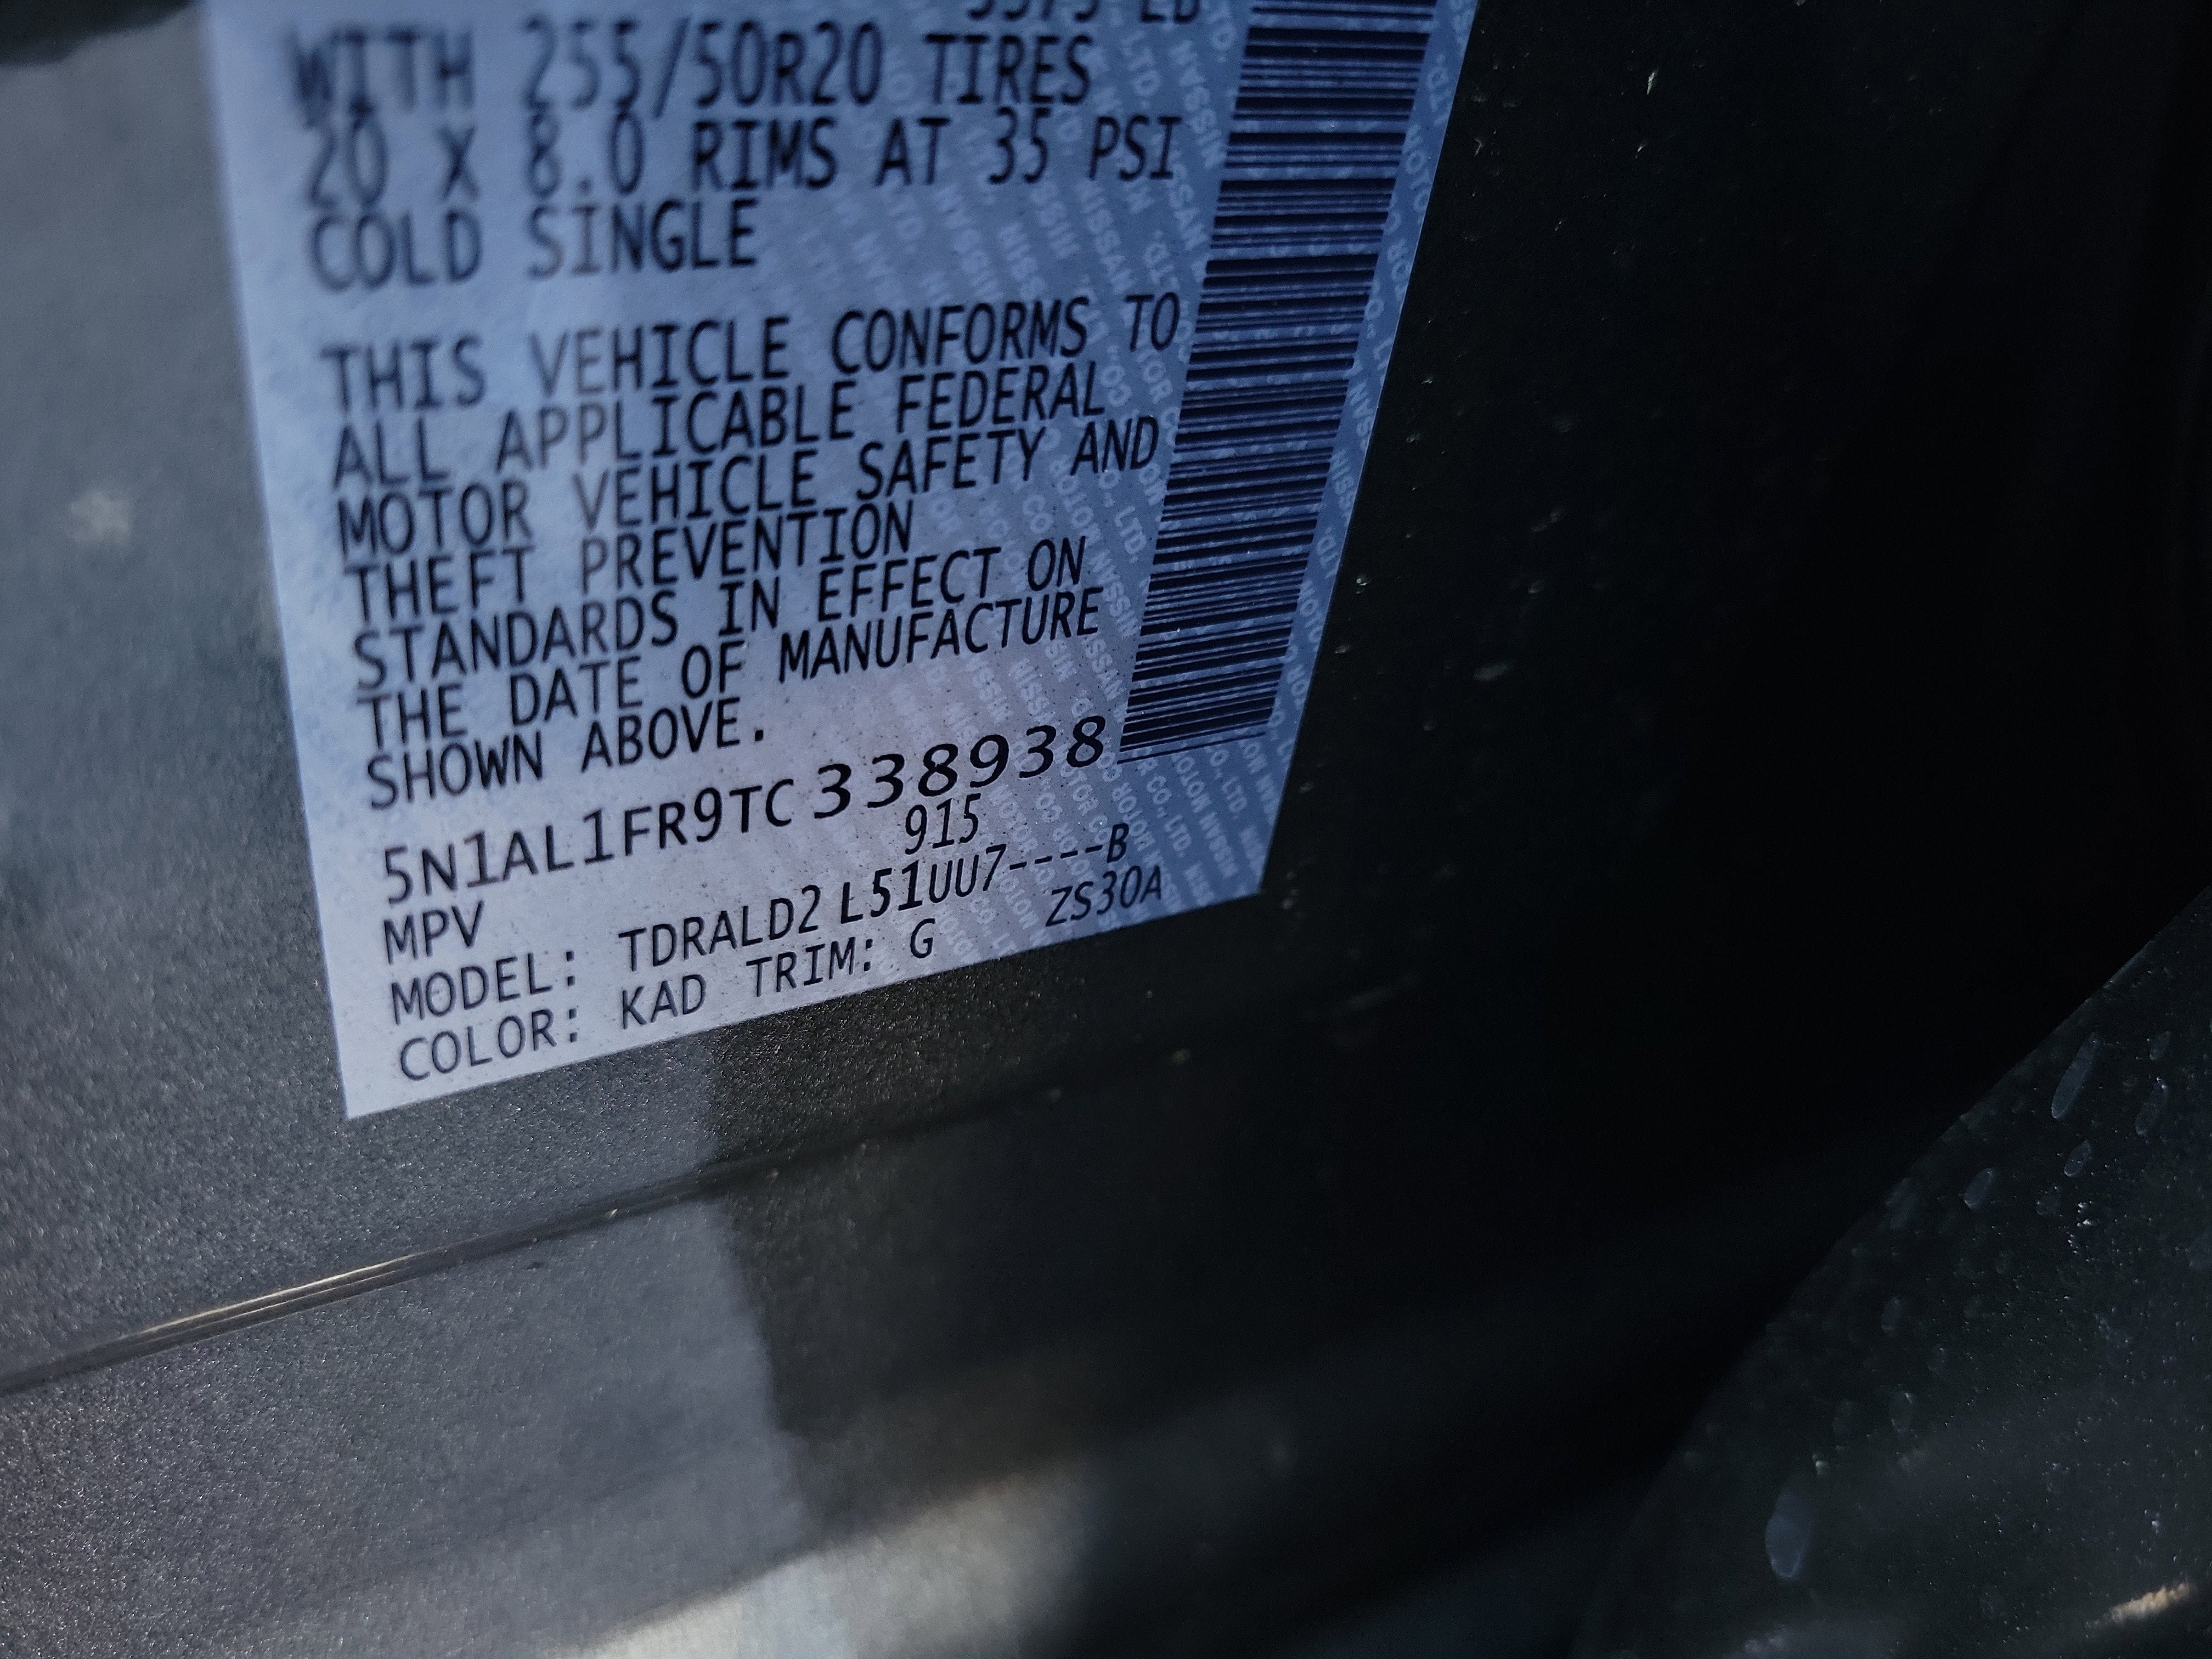 WITH 255/50R20 TIRES
20 X 8.0 RIMS AT 35 PSI
COLD SINGLE
THIS VEHICLE CONFORMS TO
ALL APPLICABLE FEDERAL
MOTOR VEHICLE SAFETY AND
THEFT PREVENTION
STANDARDS IN EFFECT ON
THE DATE OF MANUFACTURE
SHOWN ABOVE.
5N1AL1FR9TC338938
MPV 915
MODEL: TDRALD2 L51UU7----B
COLOR: KAD TRIM: G ZS30A